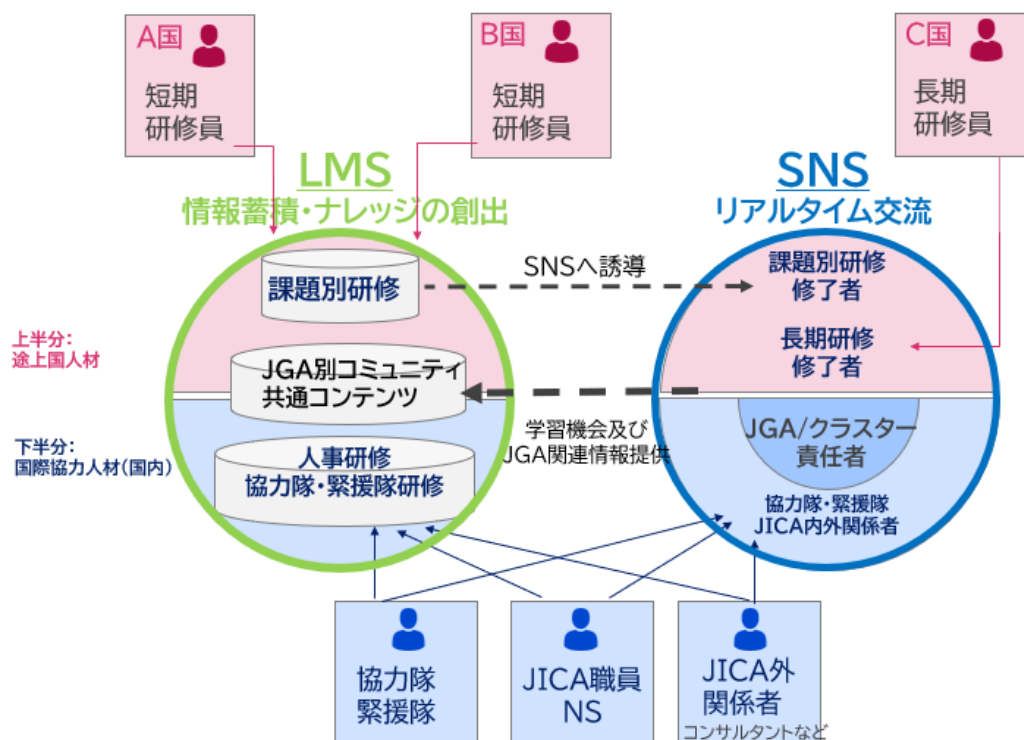 A国
短期
研修員
B国
短期
研修員
C国
長期
研修員
LMS
情報蓄積・ナレッジの創出
SNS
リアルタイム交流
課題別研修
SNSへ誘導
課題別研修
修了者
上半分:
途上国人材
JGA別コミュニティ
共通コンテンツ
長期研修
修了者
下半分:
国際協力人材(国内)
人事研修
協力隊・緊援隊研修
学習機会及び
JGA関連情報提供
JGA/クラスター
責任者
協力隊・緊援隊
JICA内外関係者
協力隊
緊援隊
JICA職員
NS
JICA外
関係者
コンサルタントなど